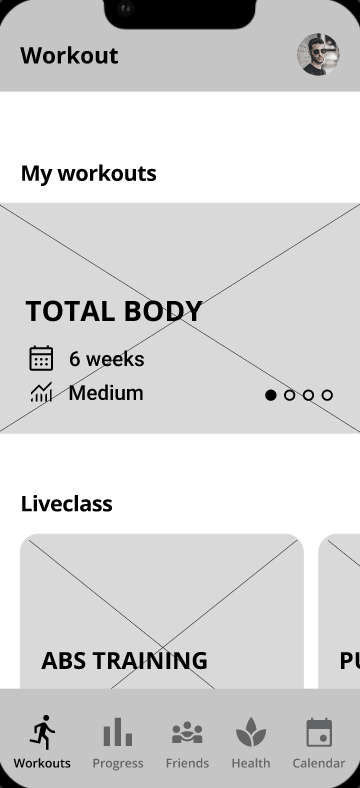 Workout
My workouts
TOTAL BODY
6 weeks
Medium
Liveclass
ABS TRAINING
PU
Workouts
Progress
Friends
Health
Calendar